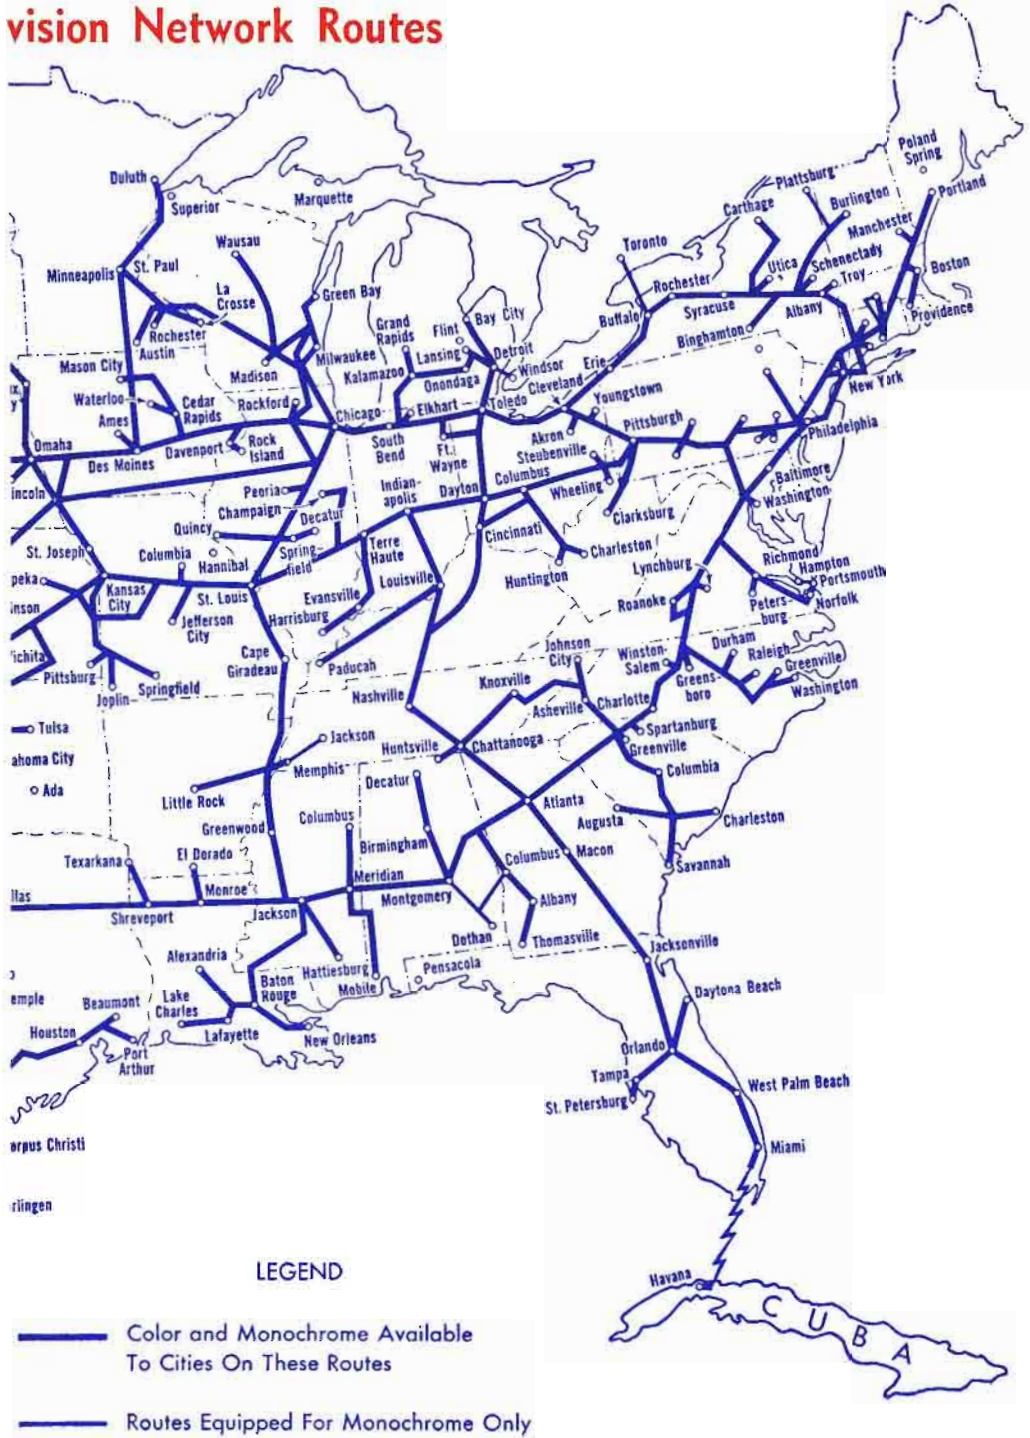 vision Network Routes
Poland
Spring
Duluth
Superior
Marquette
Plattsburg
Portland
Carthage
Burlington
Manchester
Wausau
Toronto
Utica
Schenectady
Boston
Minneapolis
St. Paul
Rochester
Troy
La
Crosse
Green Bay
Bay City
Syracuse
Albany
Providence
Buffalo
Rochester
Grand
Rapids
Flint
Binghamton
Austin
Milwaukee
Lansing
Detroit
Erie
Mason City
Madison
Kalamazoo
Onondaga
Windsor
Cleveland
New York
Waterloo
Cedar
Rapids
Rockford
Chicago
Elkhart
Toledo
Youngstown
Ames
Pittsburgh
Philadelphia
Omaha
Davenport
Rock
Island
South
Bend
Ft.
Wayne
Akron
Steubenville
Des Moines
Columbus
Baltimore
incoln
Peoria
Indian-
apolis
Dayton
Wheeling
Washington
Champaign
Decatur
Clarksburg
Quincy
Cincinnati
St. Joseph
Columbia
Hannibal
Spring-
field
Terre
Haute
Charleston
Richmond
Hampton
Portsmouth
Lynchburg
Huntington
peka
Kansas
City
St. Louis
Evansville
Louisville
Roanoke
Peters-
burg
Norfolk
inson
Jefferson
City
Harrisburg
Johnson
City
Winston-
Salem
Durham
Raleigh
Greenville
ichita
Cape
Giradeau
Paducah
Pittsburg
Springfield
Joplin
Nashville
Knoxville
Greens-
boro
Washington
Asheville
Charlotte
Tulsa
Jackson
Huntsville
Chattanooga
Spartanburg
Greenville
ahoma City
Memphis
Decatur
Columbia
Ada
Little Rock
Atlanta
Columbus
Augusta
Charleston
Greenwood
Texarkana
El Dorado
Birmingham
Columbus
Macon
Savannah
Meridian
Monroe
llas
Montgomery
Albany
Shreveport
Jackson
Dothan
Thomasville
Jacksonville
Alexandria
Hattiesburg
Pensacola
Baton
Rouge
Mobile
Daytona Beach
emple
Beaumont
Lake
Charles
Houston
Lafayette
New Orleans
Orlando
Port
Arthur
Tampa
West Palm Beach
St. Petersburg
orpus Christi
Miami
rlingen
LEGEND
Havana
CUBA
Color and Monochrome Available
To Cities On These Routes
Routes Equipped For Monochrome Only